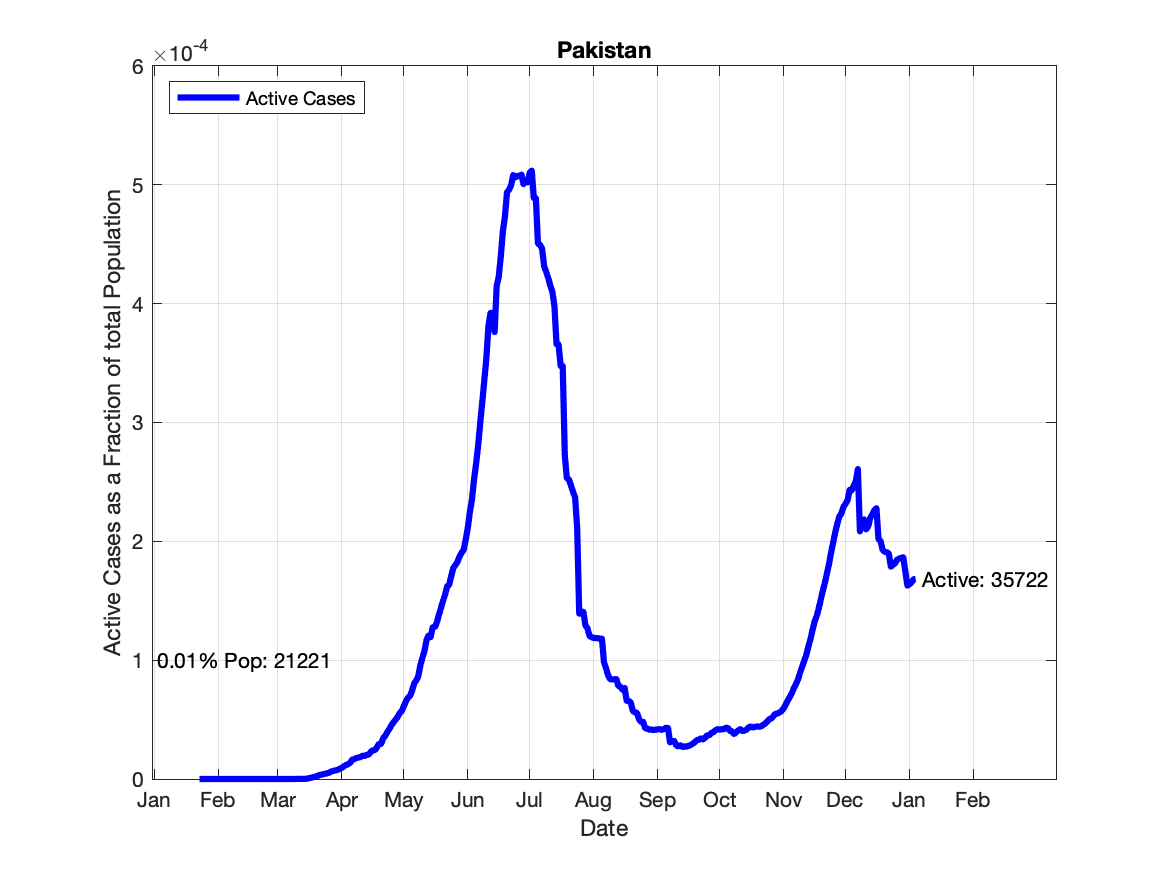 Pakistan
×10-4
Active Cases
6
5
4
3
2
1
0
Active Cases as a Fraction of total Population
0.01% Pop: 21221
Active: 35722
Jan Feb Mar Apr May Jun Jul Aug Sep Oct Nov Dec Jan Feb
Date